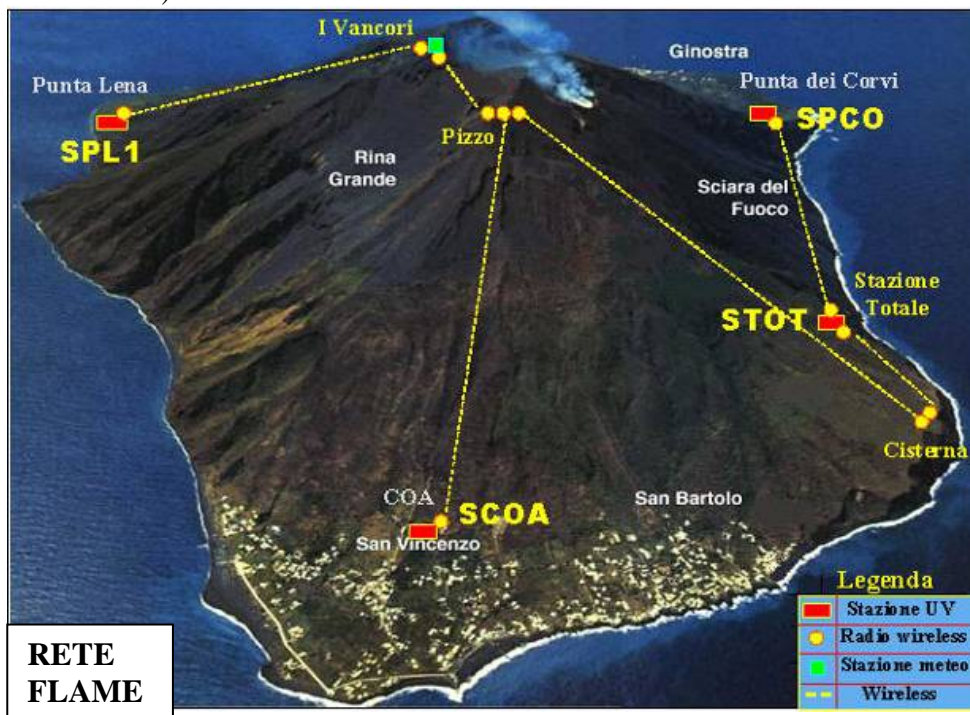 I Vancori
Ginostra
Punta Lena
Punta dei Corvi
SPL1
SPCO
Pizzo
Rina
Grande
Sciara del
Fuoco
Stazione
Totale
STOT
Cisterna
COA
SCOA
San Bartolo
San Vincenzo
Legenda
Stazione UV
Radio wireless
Stazione meteo
Wireless
RETE
FLAME